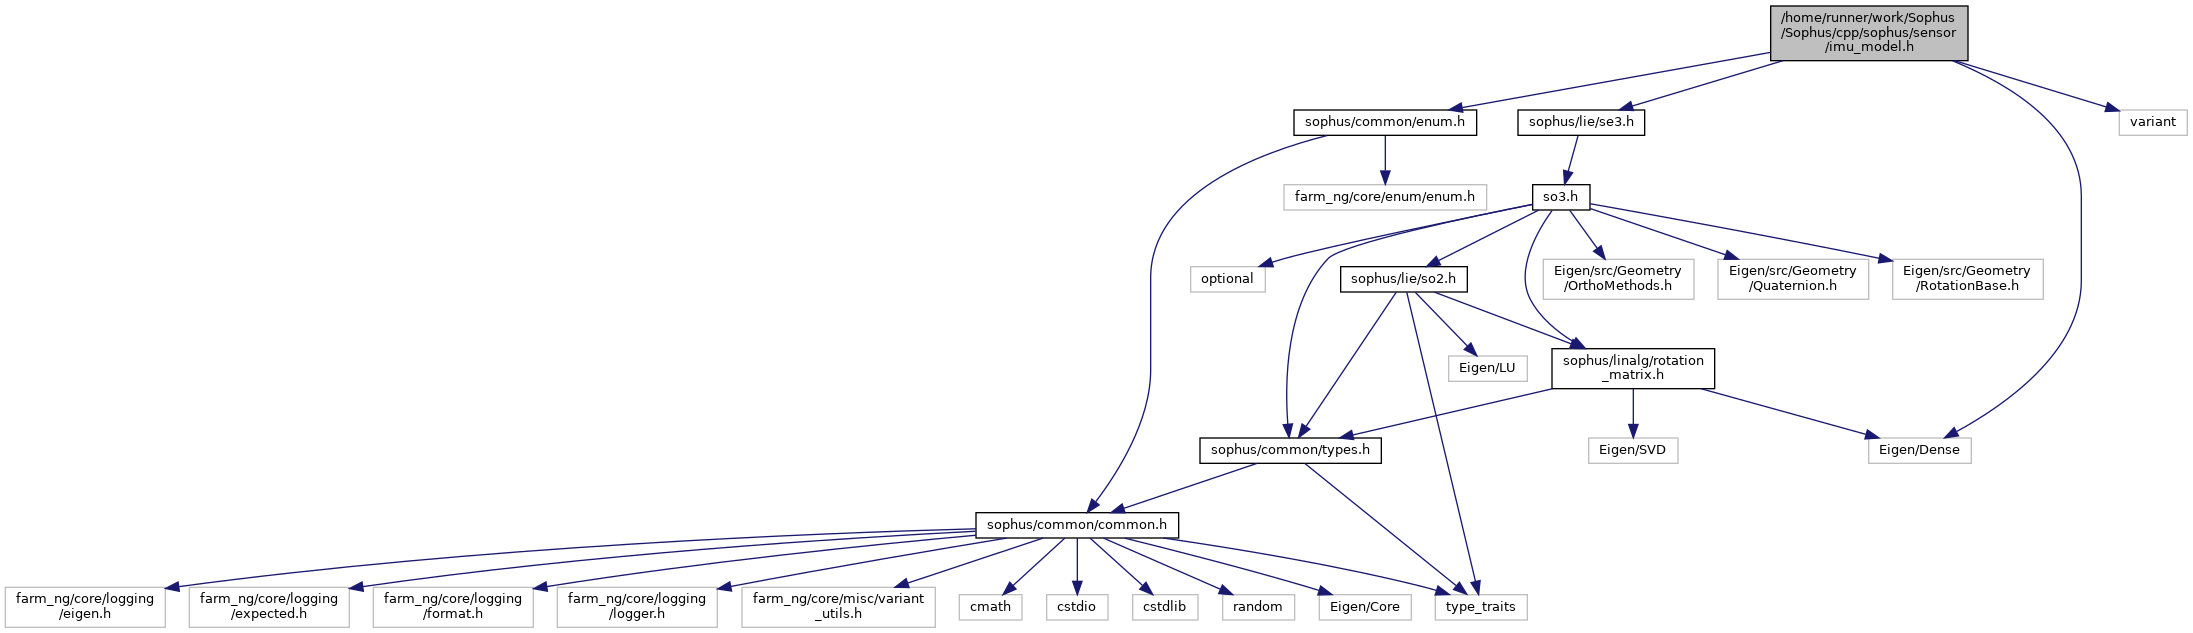 /home/runner/work/Sophus
/Sophus/cpp/sophus/sensor
/imu_model.h
sophus/common/enum.h
sophus/lie/se3.h
variant
farm_ng/core/enum/enum.h
so3.h
optional
sophus/lie/so2.h
Eigen/src/Geometry
/OrthoMethods.h
Eigen/src/Geometry
/Quaternion.h
Eigen/src/Geometry
/RotationBase.h
Eigen/LU
sophus/linalg/rotation
_matrix.h
sophus/common/types.h
Eigen/SVD
Eigen/Dense
sophus/common/common.h
farm_ng/core/logging
/eigen.h
farm_ng/core/logging
/expected.h
farm_ng/core/logging
/format.h
farm_ng/core/logging
/logger.h
farm_ng/core/misc/variant
_utils.h
cmath
cstdio
cstdlib
random
Eigen/Core
type_traits